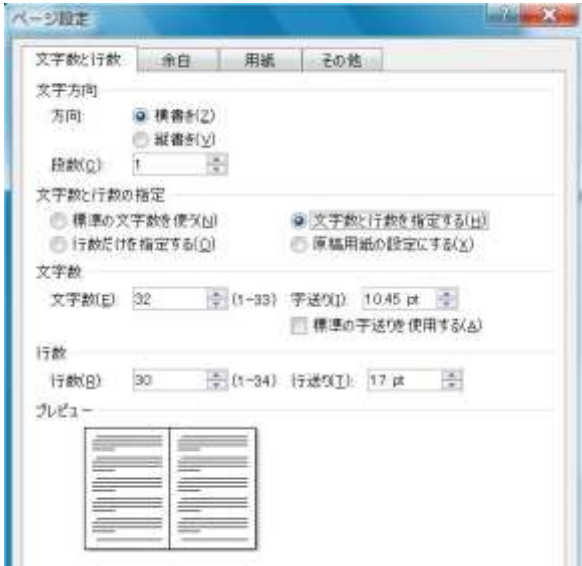 ページ設定
文字数と行数 余白 用紙 その他
文字方向
方向: 横書き(Z)
縦書き(V)
段数(C): 1
文字数と行数の指定
標準の文字数を使う(N) 文字数と行数を指定する(H)
行数だけを指定する(O) 原稿用紙の設定にする(X)
文字数
文字数(E): 32 (1-33) 字送り(I): 10.45 pt
標準の字送りを使用する(A)
行数
行数(R): 30 (1-34) 行送り(T): 17 pt
プレビュー